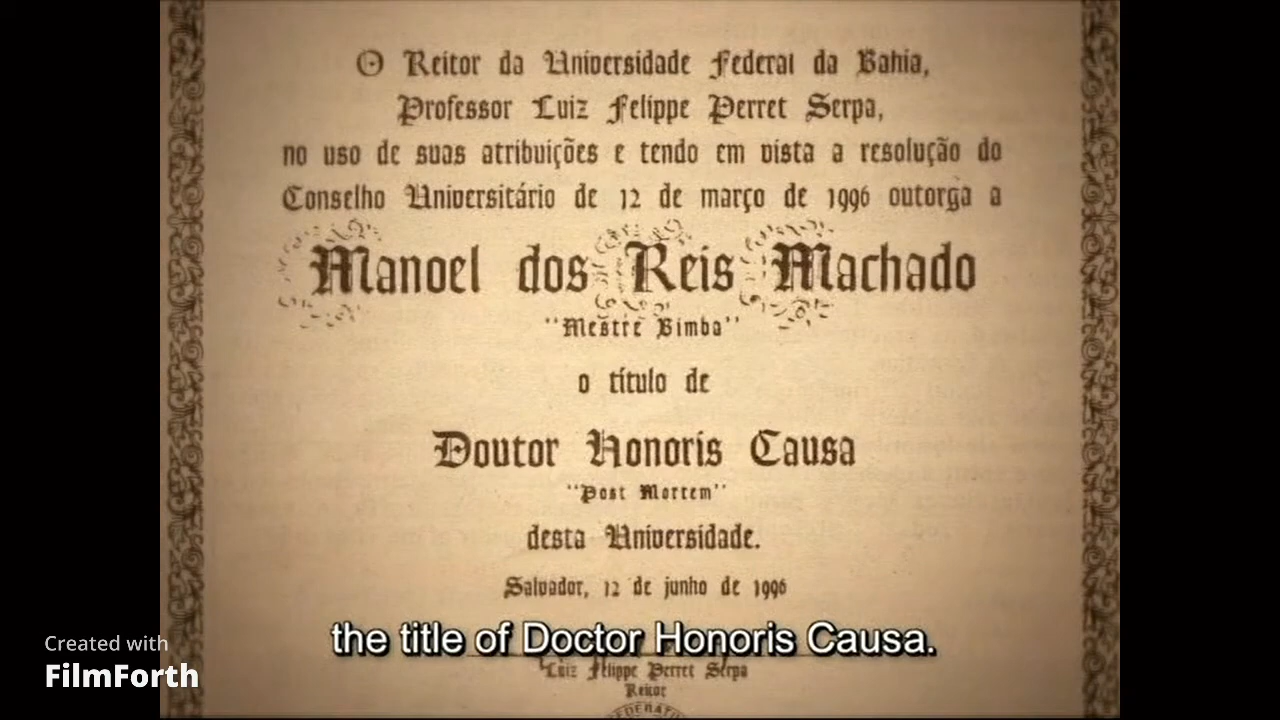 O Reitor da Universidade Federal da Bahia,
Professor Luiz Felippe Perret Serpa,
no uso de suas atribuições e tendo em vista a resolução do
Conselho Universitário de 12 de março de 1996 outorga a
Manoel dos Reis Machado
"Mestre Bimba"
o título de
Doutor Honoris Causa
"Post Mortem"
desta Universidade.
Salvador, 12 de junho de 1996
the title of Doctor Honoris Causa.
Created with
FilmForth
Luiz Felippe Perret Serpa
Reitor